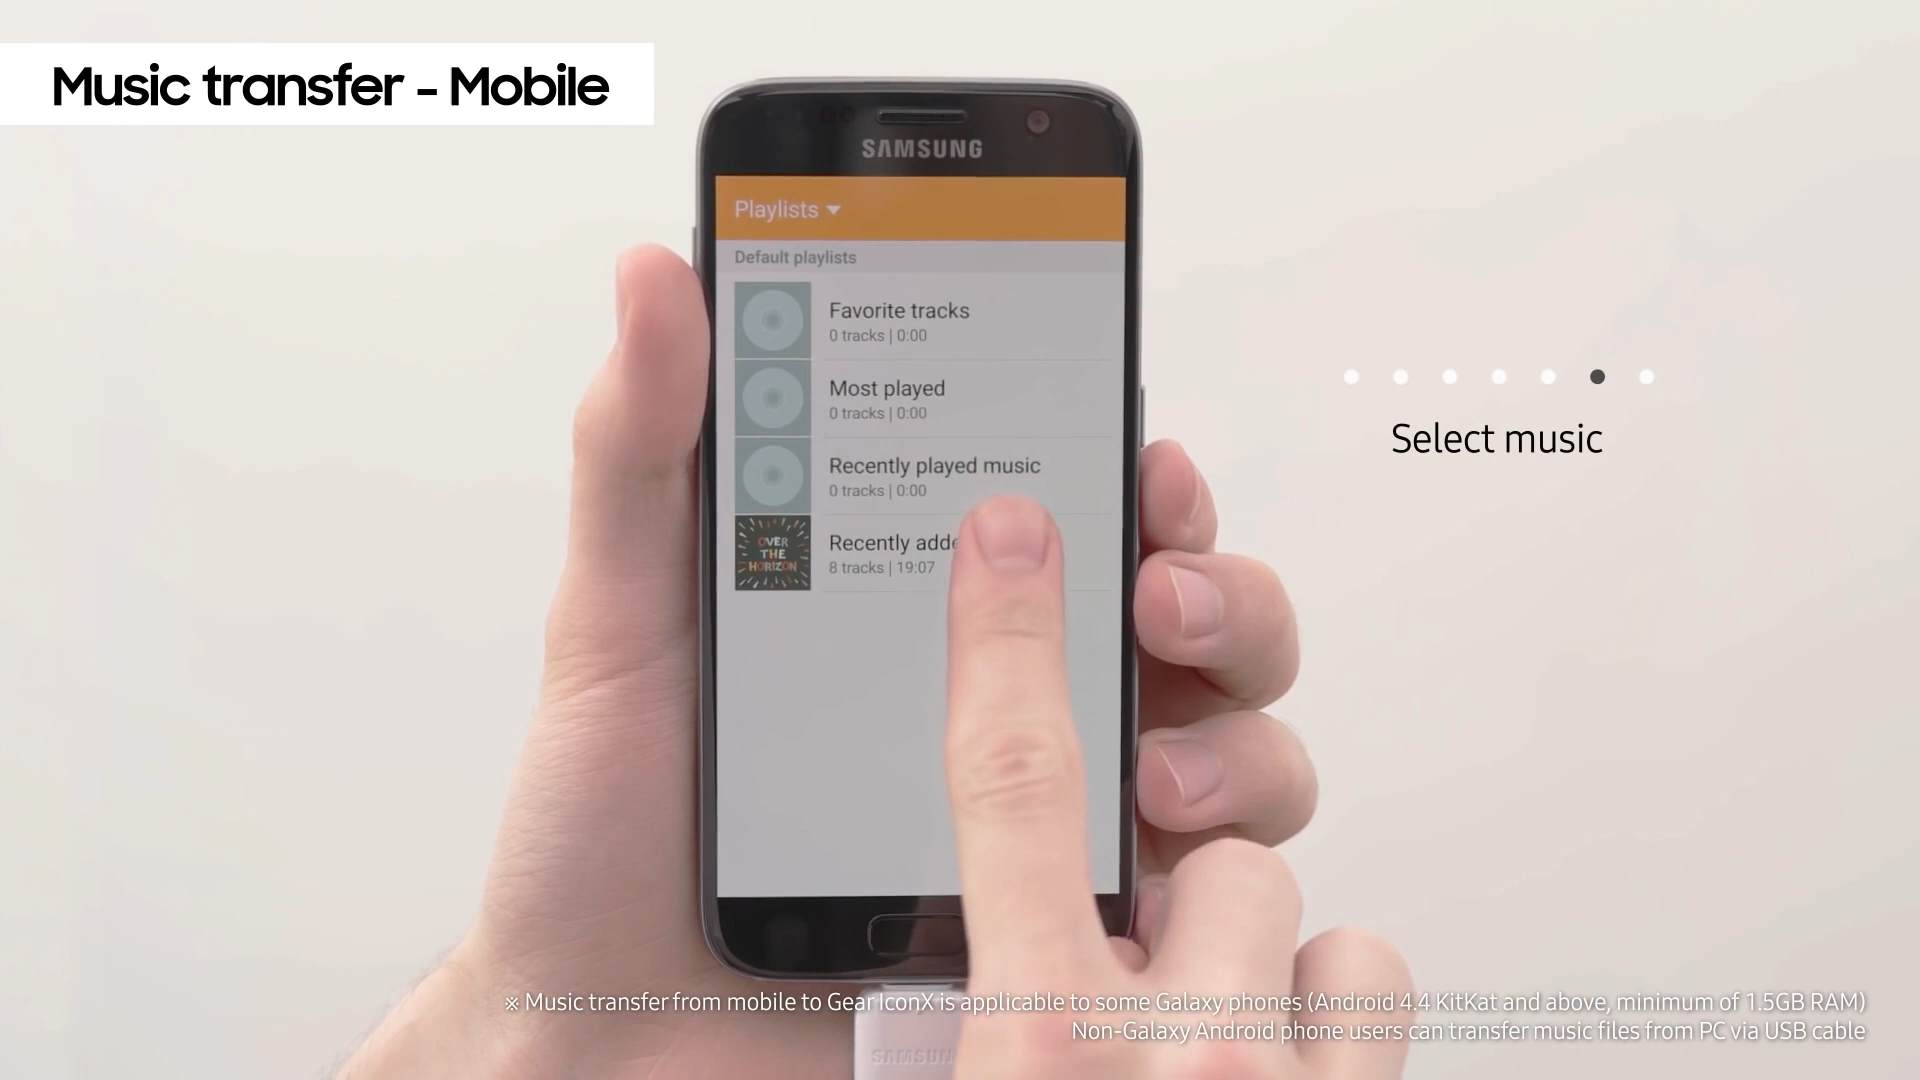 Music transfer - Mobile
SAMSUNG
Playlists
Default playlists
Favorite tracks
0 tracks | 0:00
Most played
0 tracks | 0:00
Recently played music
0 tracks | 0:00
OVER
THE
HORIZON
Recently
8 tracks | 19:07
Select music
※ Music transfer from mobile to Gear IconX is applicable to some Galaxy phones (Android 4.4 KitKat and above, minimum of 1.5GB RAM)
Non-Galaxy Android phone users can transfer music files from PC via USB cable